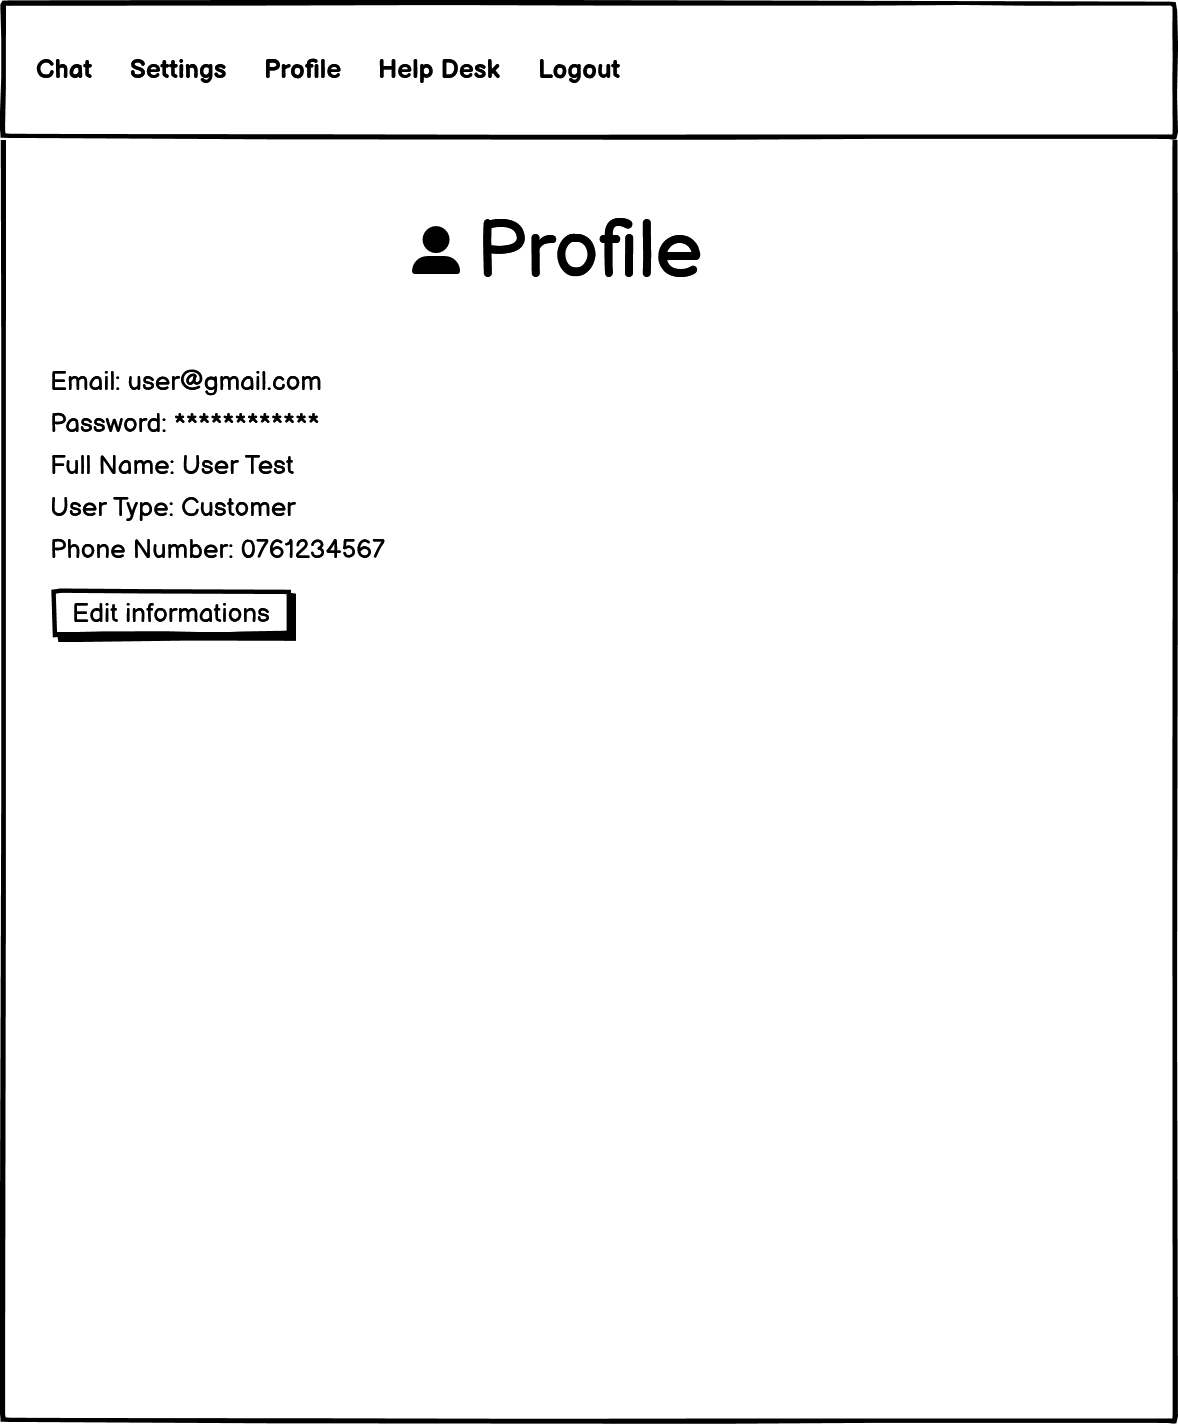 Chat Settings Profile Help Desk Logout
Profile
Email: user@gmail.com
Password: ************
Full Name: User Test
User Type: Customer
Phone Number: 0761234567
Edit informations